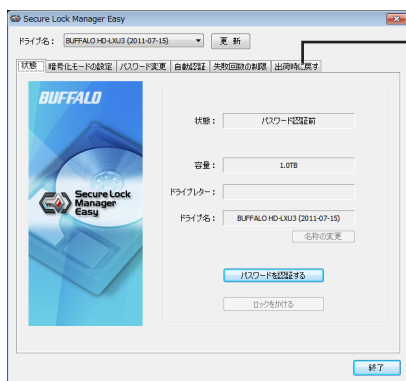 Secure Lock Manager Easy
ドライブ名： BUFFALO HD-LXU3 (2011-07-15) 更 新
状態 暗号化モードの設定 パスワード変更 自動認証 失敗回数の制限 出荷時に戻す
BUFFALO
Secure Lock
Manager
Easy
状態： パスワード認証前
容量： 1.0TB
ドライブレター：
ドライブ名： BUFFALO HD-LXU3 (2011-07-15)
名称の変更
パスワードを認証する
ロックをかける
終了